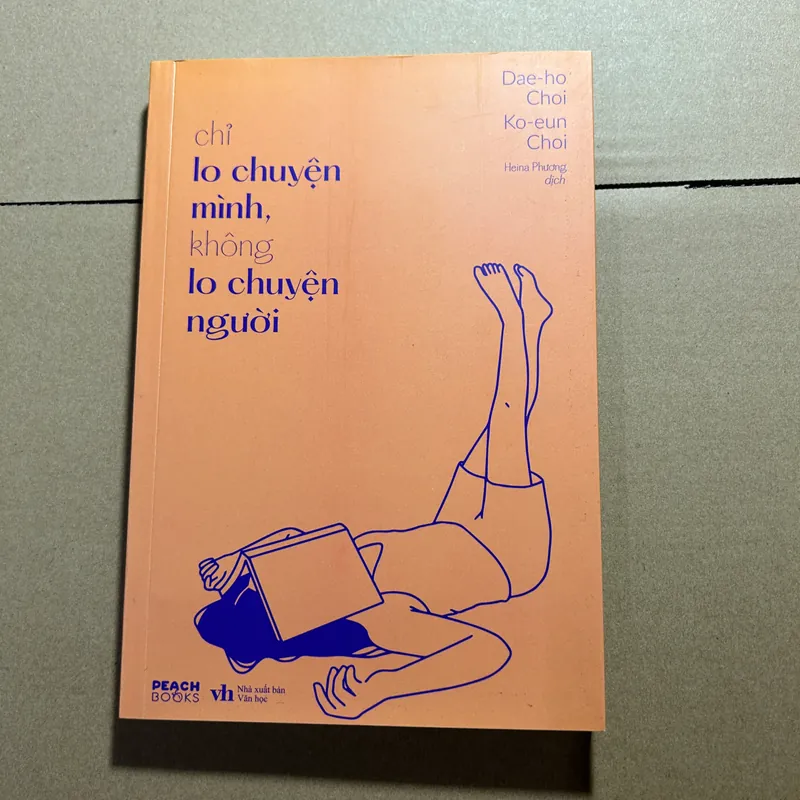 Dae-ho
Choi
Ko-eun
Choi
Heina Phương
dịch
chỉ
lo chuyện
mình,
không
lo chuyện
người
PEACH
BOOKS
vh
Nhà xuất bản
Văn học